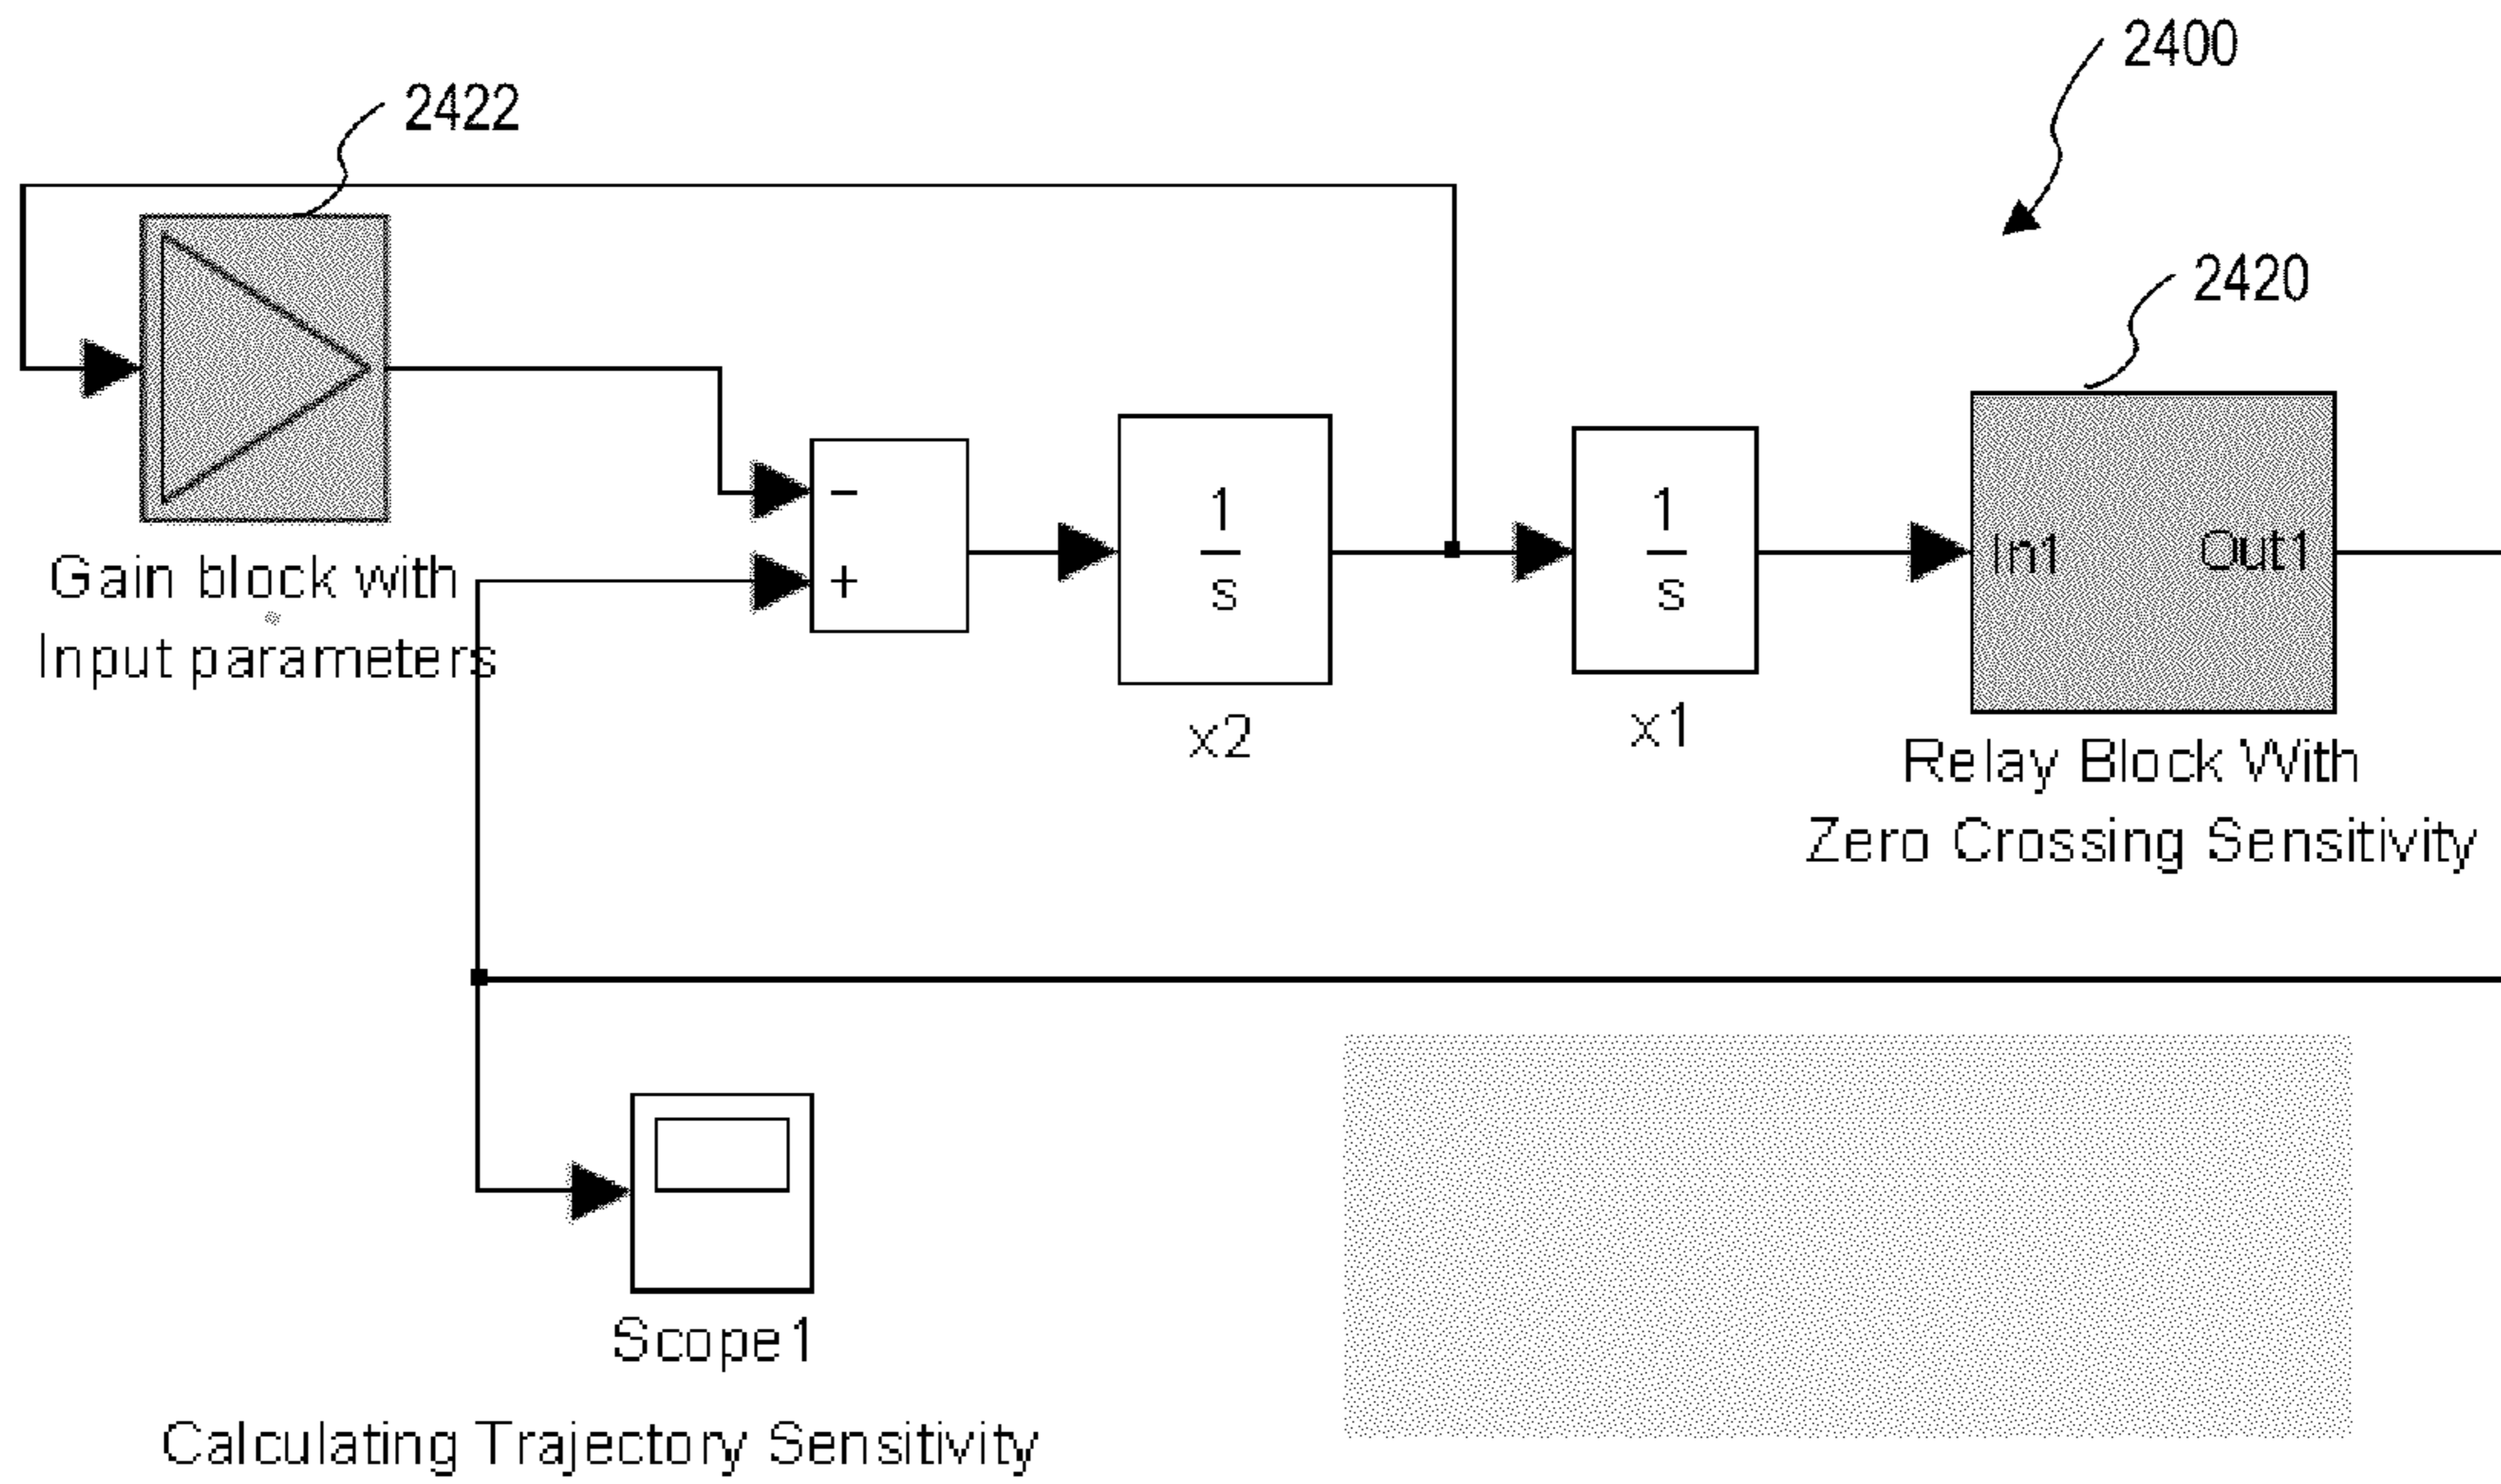 2400
2422
2420
−
+
1
s
1
s
In1 Out1
Gain block with
Input parameters
x2
x1
Relay Block With
Zero Crossing Sensitivity
Scope1
Calculating Trajectory Sensitivity